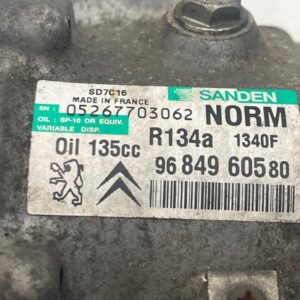 SD7C16
MADE IN FRANCE
SANDEN
SN: 05267703062
NORM
OIL : SP-10 OR EQUIV.
VARIABLE DISP.
R134a 1340F
Oil 135cc
96 849 605 80